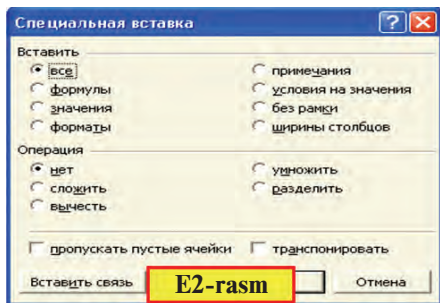 Специальная вставка
Вставить
все примечания
формулы условия на значения
значения без рамки
форматы ширины столбцов
Операция
нет умножить
сложить разделить
вычесть
пропускать пустые ячейки транспонировать
Вставить связь E2-rasm Отмена